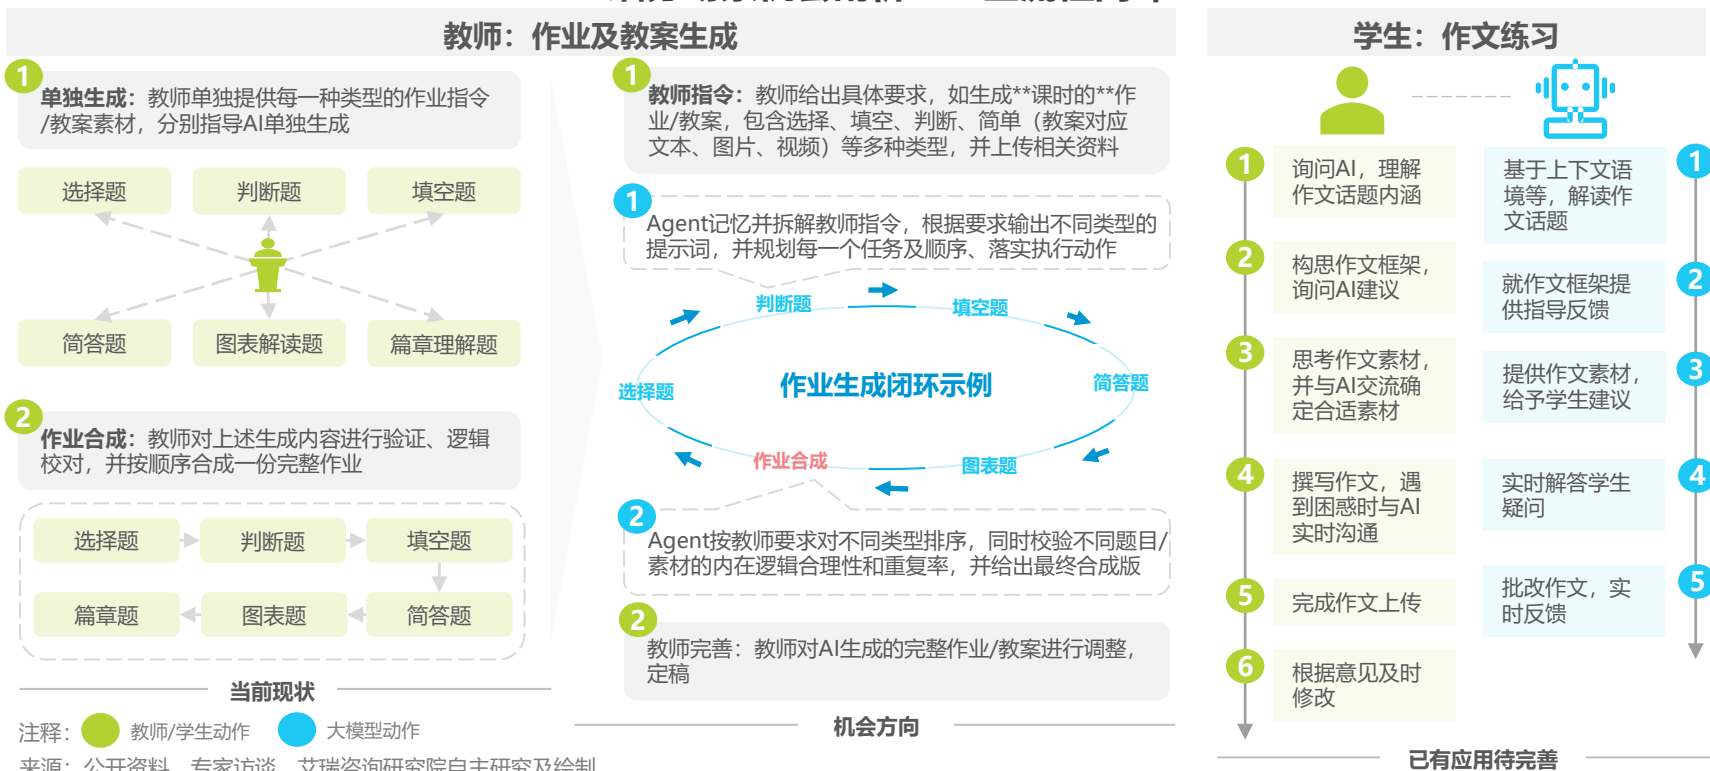 教师：作业及教案生成
1
单独生成：教师单独提供每一种类型的作业指令
/教案素材，分别指导AI单独生成
选择题
判断题
填空题
简答题
图表解读题
篇章理解题
2
作业合成：教师对上述生成内容进行验证、逻辑
校对，并按顺序合成一份完整作业
选择题
判断题
填空题
篇章题
图表题
简答题
当前现状
1
教师指令：教师给出具体要求，如生成**课时的**作
业/教案，包含选择、填空、判断、简单（教案对应
文本、图片、视频）等多种类型，并上传相关资料
1
Agent记忆并拆解教师指令，根据要求输出不同类型的
提示词，并规划每一个任务及顺序、落实执行动作
判断题
填空题
选择题
作业生成闭环示例
简答题
作业合成
图表题
2
Agent按教师要求对不同类型排序，同时校验不同题目/
素材的内在逻辑合理性和重复率，并给出最终合成版
2
教师完善：教师对AI生成的完整作业/教案进行调整，
定稿
机会方向
学生：作文练习
1
询问AI，理解
作文话题内涵
2
构思作文框架，
询问AI建议
3
思考作文素材，
并与AI交流确
定合适素材
4
撰写作文，遇
到困惑时与AI
实时沟通
5
完成作文上传
6
根据意见及时
修改
1
基于上下文语
境等，解读作
文话题
2
就作文框架提
供指导反馈
3
提供作文素材，
给予学生建议
4
实时解答学生
疑问
5
批改作文，实
时反馈
已有应用待完善
注释：
教师/学生动作
大模型动作
来源：公开资料、专家访谈，艾瑞咨询研究院自主研究及绘制